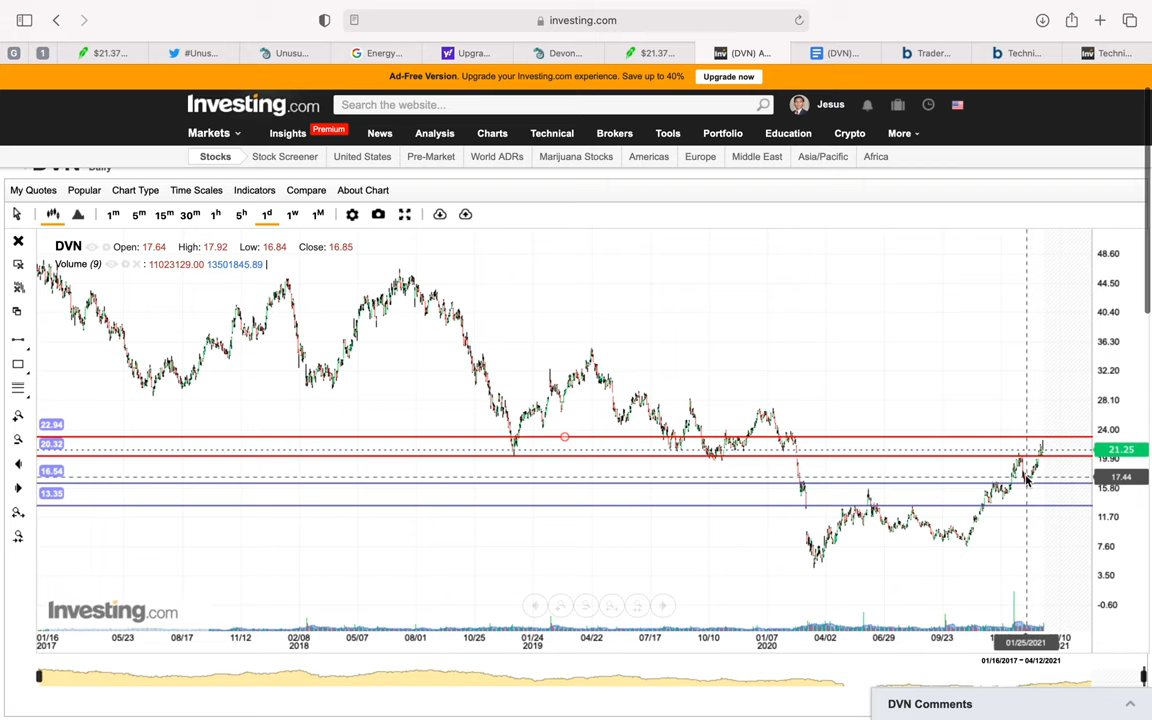 investing.com
G 1 $21.37... #Unus... Unusu... Energy... Upgra... Devon... $21.37... Inv (DVN) A... (DVN)... Trader... Techni... Inv Techni...
Ad-Free Version. Upgrade your Investing.com experience. Save up to 40% Upgrade now
Investing.com Search the website... Jesus
Markets Insights Premium News Analysis Charts Technical Brokers Tools Portfolio Education Crypto More
Stocks Stock Screener United States Pre-Market World ADRs Marijuana Stocks Americas Europe Middle East Asia/Pacific Africa
DVN Daily
My Quotes Popular Chart Type Time Scales Indicators Compare About Chart
1m 5m 15m 30m 1h 5h 1d 1w 1M
DVN Open: 17.64 High: 17.92 Low: 16.84 Close: 16.85
Volume (9) : 11023129.00 13501845.89
48.60
44.50
40.40
36.30
32.20
28.10
22.94 24.00
20.32 21.25
19.90
16.54 17.44
15.80
13.35
11.70
7.60
3.50
Investing.com -0.60
01/16 05/23 08/17 11/12 02/08 05/07 08/01 10/25 01/24 04/22 07/17 10/10 01/07 04/02 06/29 09/23 01/25/2021
2017 2018 2019 2020
01/16/2017 - 04/12/2021
DVN Comments